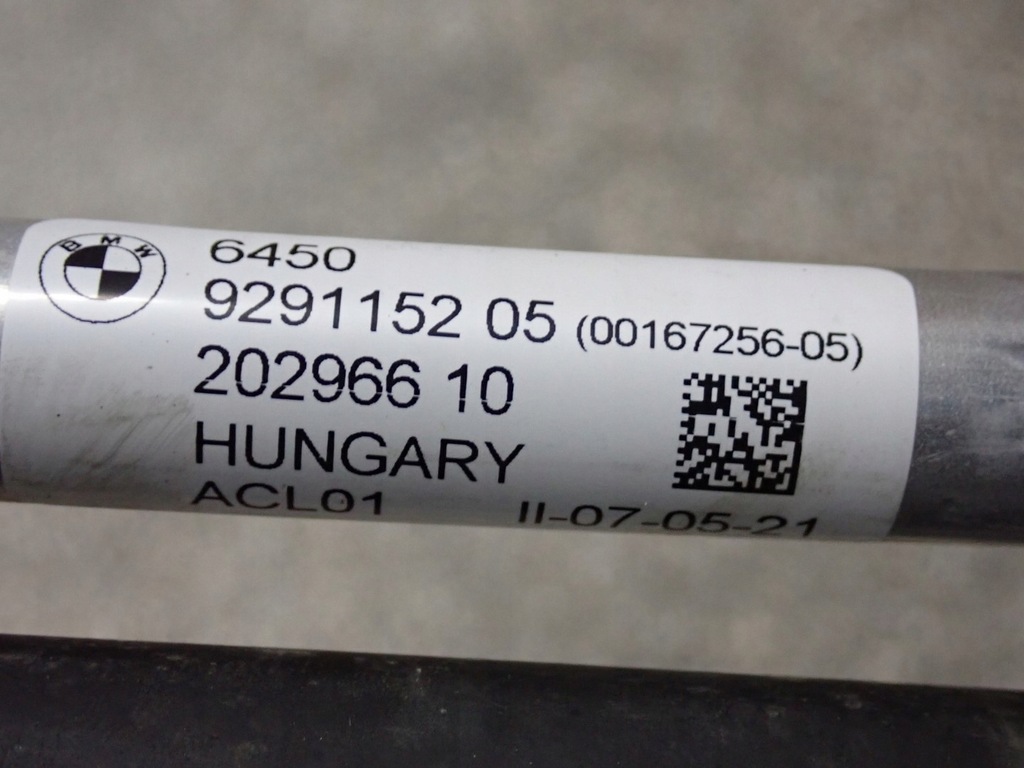 BMW
6450
9291152 05 (00167256-05)
202966 10
HUNGARY
ACL01 II-07-05-21